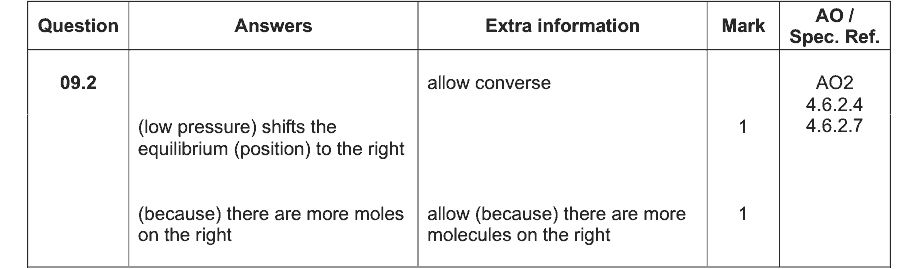 Question Answers Extra information Mark AO /
Spec. Ref.
09.2 allow converse AO2
4.6.2.4
(low pressure) shifts the 1 4.6.2.7
equilibrium (position) to the right
(because) there are more moles allow (because) there are more 1
on the right molecules on the right